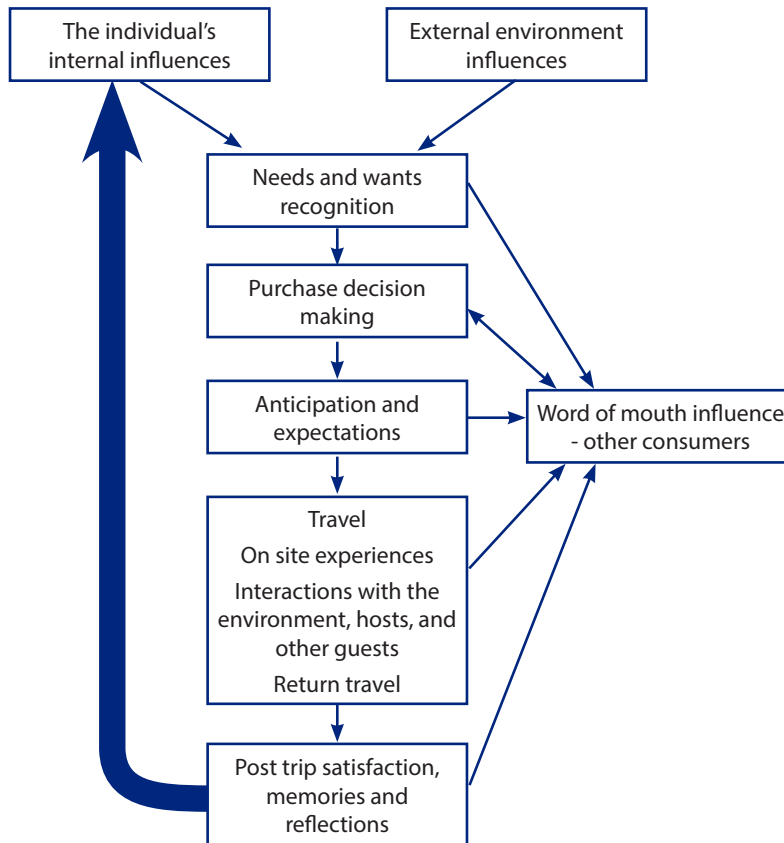 The individual’s
internal influences
External environment
influences
Needs and wants
recognition
Purchase decision
making
Anticipation and
expectations
Word of mouth influence
- other consumers
Travel
On site experiences
Interactions with the
environment, hosts, and
other guests
Return travel
Post trip satisfaction,
memories and
reflections